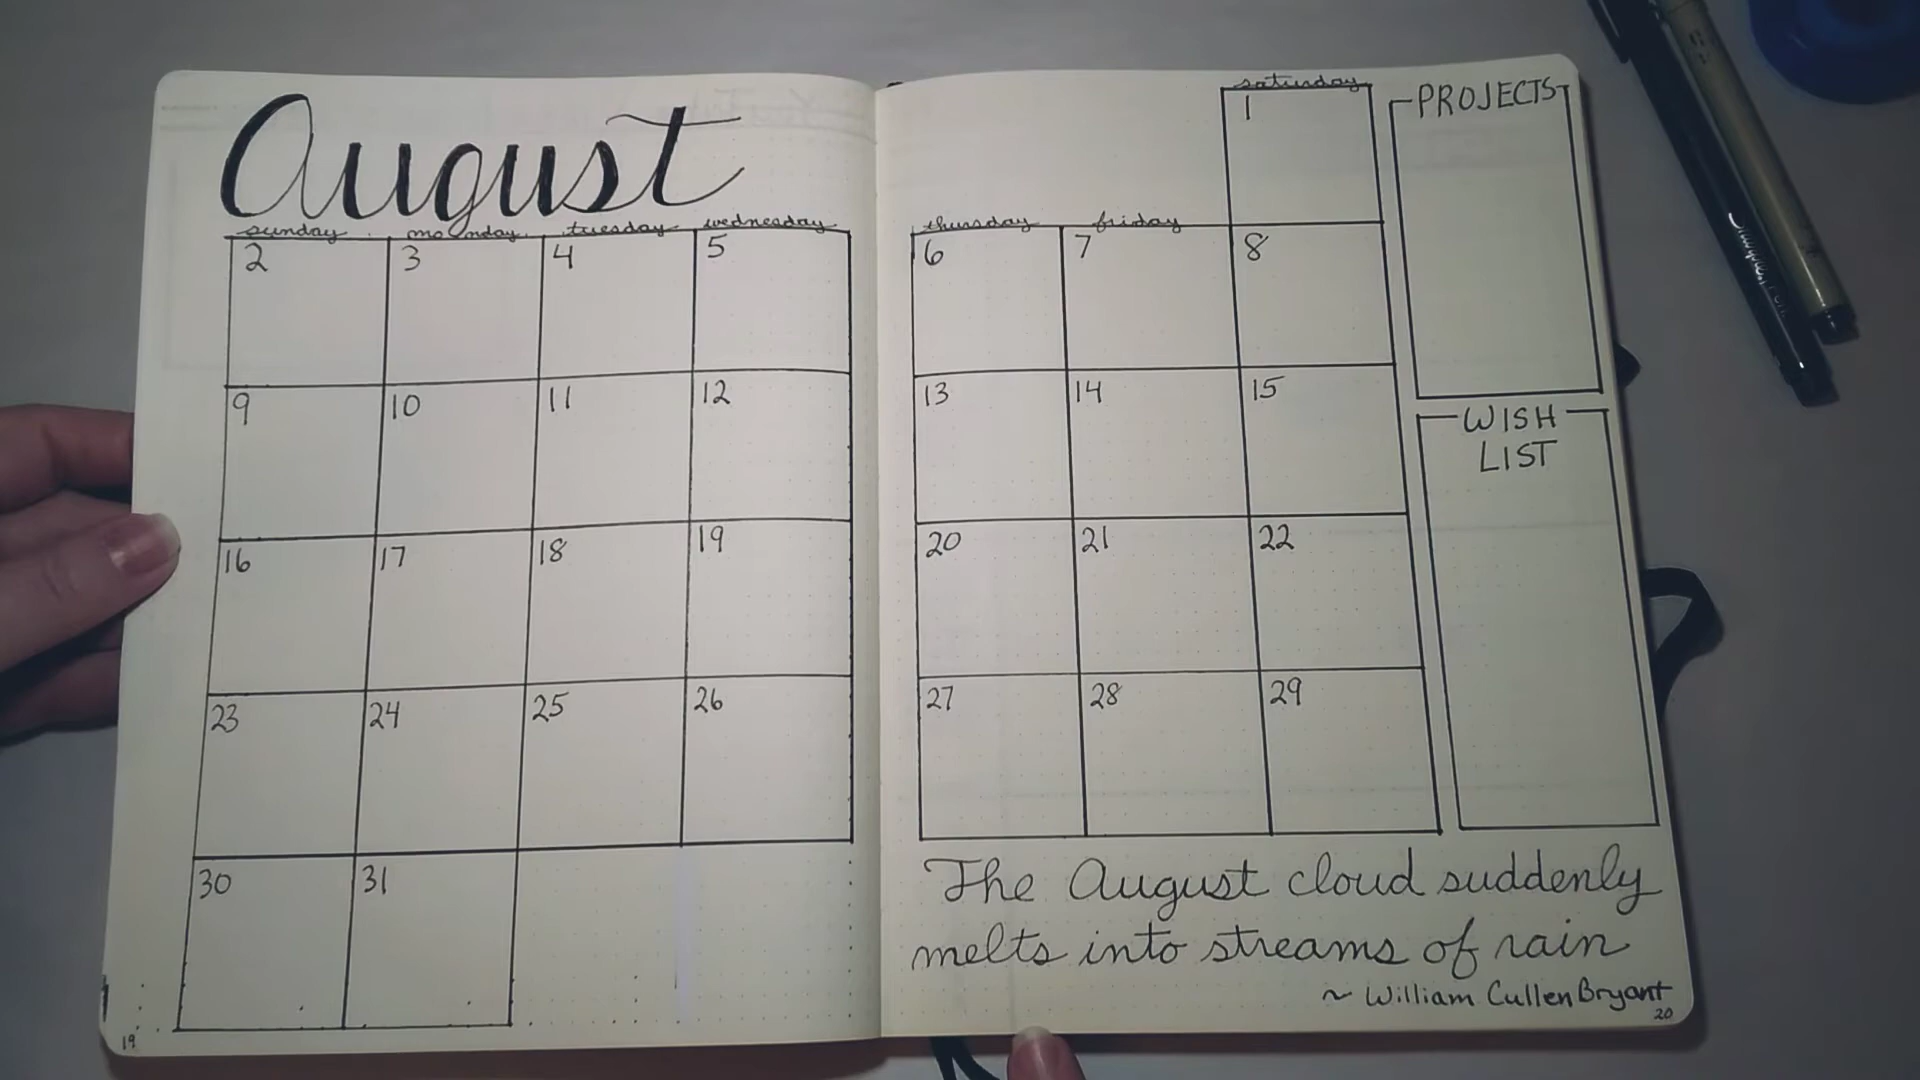 August
saturday
1
PROJECTS
sunday monday tuesday wednesday thursday friday
2 3 4 5 6 7 8
9 10 11 12 13 14 15
WISH
LIST
16 17 18 19 20 21 22
23 24 25 26 27 28 29
30 31
The August cloud suddenly
melts into streams of rain
~ William Cullen Bryant
19
20